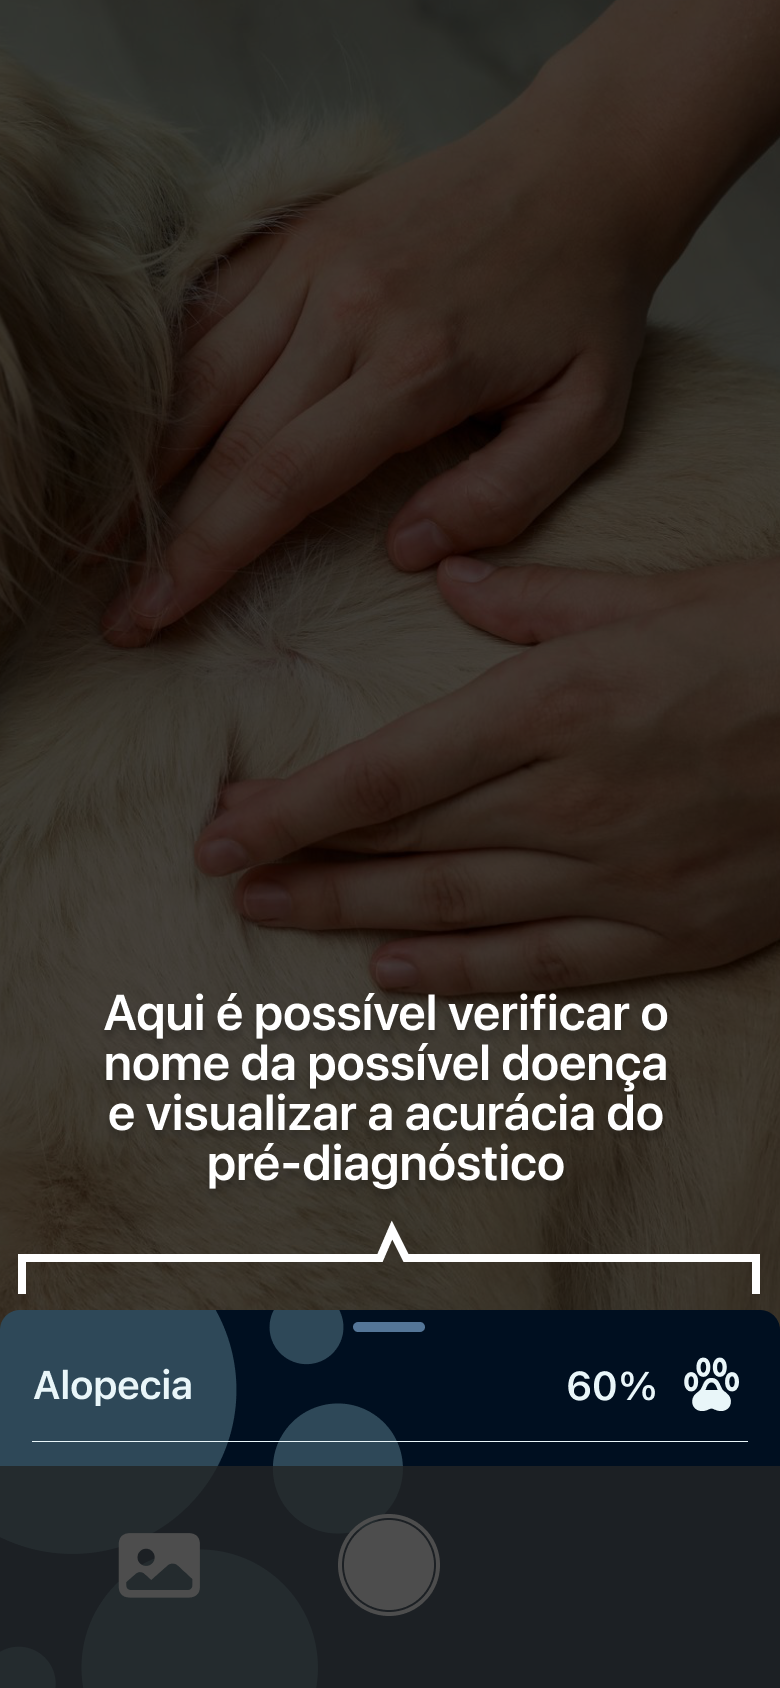 Aqui é possível verificar o
nome da possível doença
e visualizar a acurácia do
pré-diagnóstico
Alopecia 60%